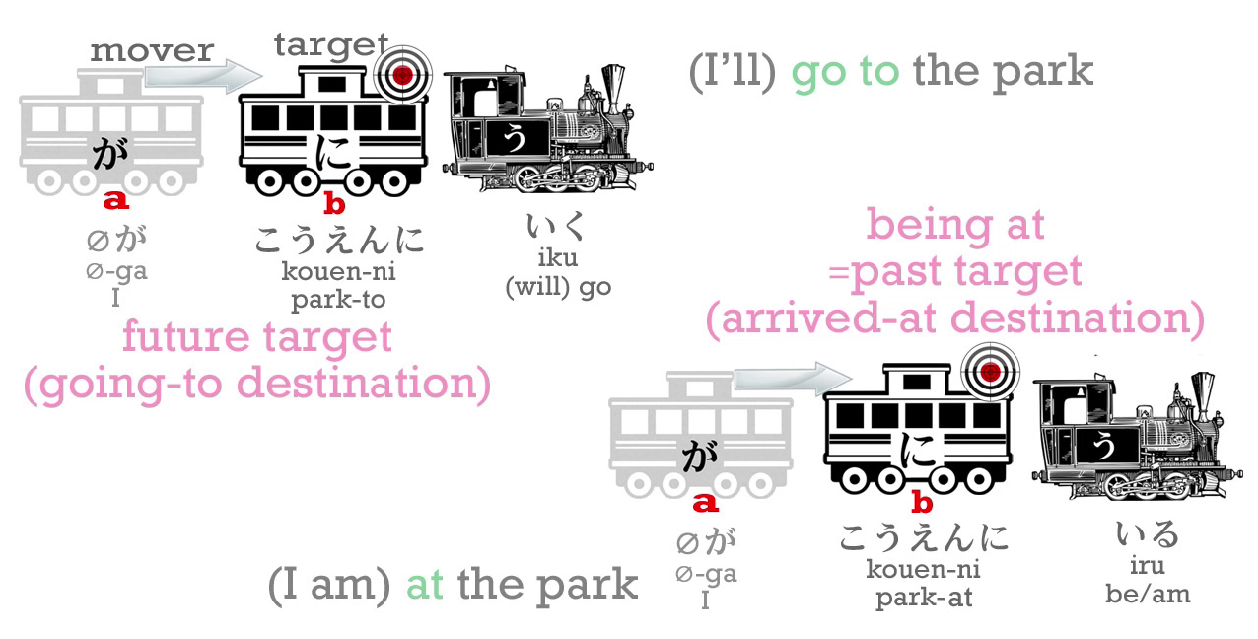 mover
target
(I'll) go to the park
が
に
う
a
b
∅が
∅-ga
I
こうえんに
kouen-ni
park-to
いく
iku
(will) go
future target
(going-to destination)
being at
=past target
(arrived-at destination)
が
に
う
a
b
∅が
∅-ga
I
こうえんに
kouen-ni
park-at
いる
iru
be/am
(I am) at the park